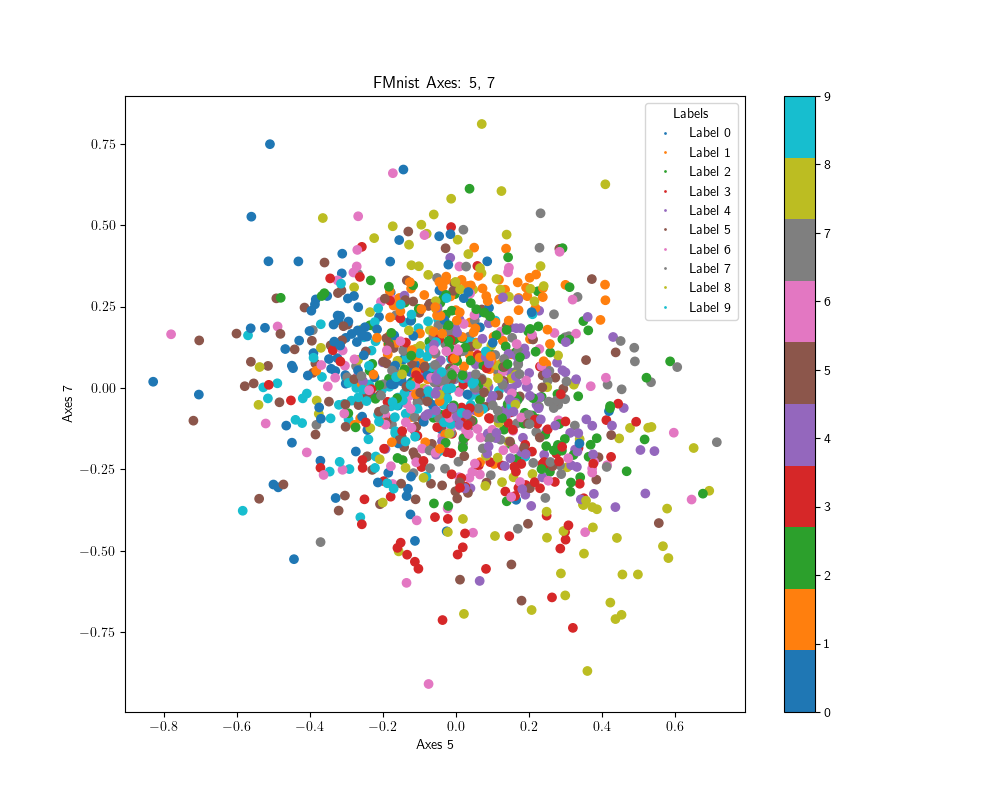 FMnist Axes: 5, 7
Labels
Label 0
Label 1
Label 2
Label 3
Label 4
Label 5
Label 6
Label 7
Label 8
Label 9
0.75
0.50
0.25
0.00
−0.25
−0.50
−0.75
Axes 7
−0.8 −0.6 −0.4 −0.2 0.0 0.2 0.4 0.6
Axes 5
9
8
7
6
5
4
3
2
1
0